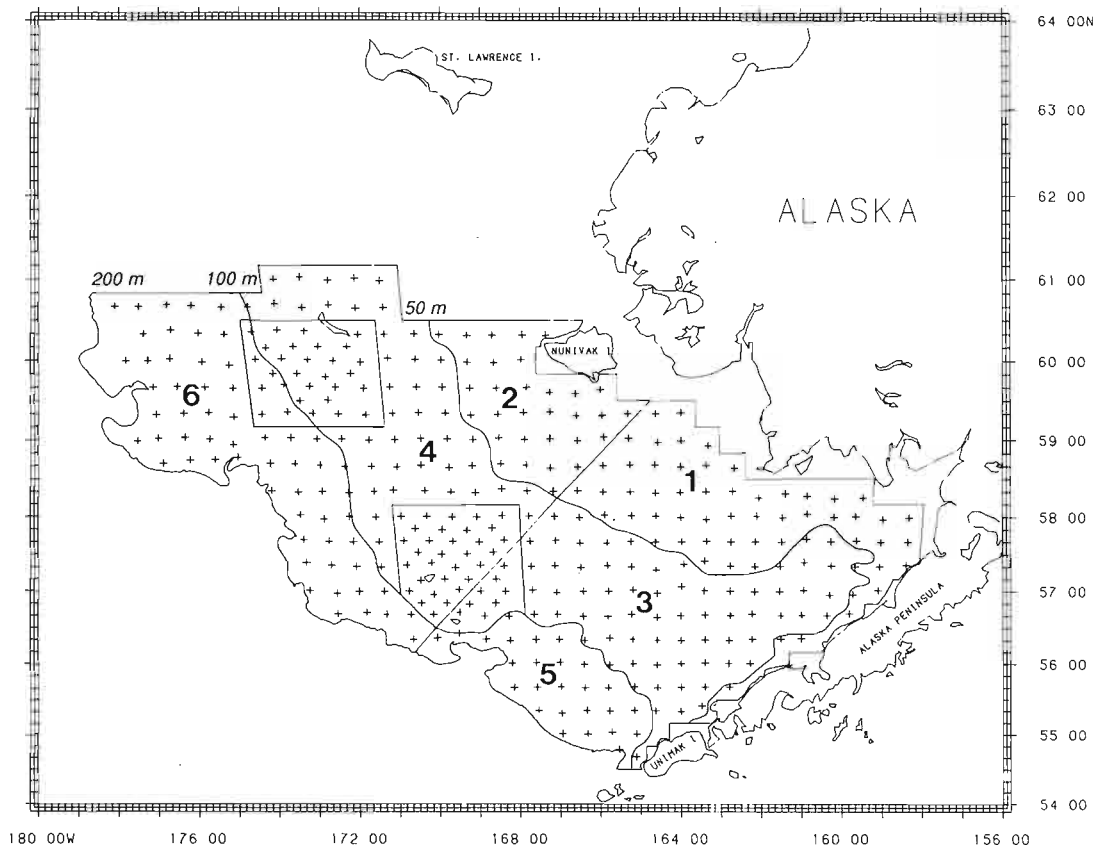 64 00N
ST. LAWRENCE I.
63 00
62 00
ALASKA
61 00
200 m
100 m
50 m
60 00
NUNIVAK I
6
2
59 00
4
1
58 00
57 00
3
ALASKA PENINSULA
56 00
5
55 00
UNIMAK I
54 00
180 00W
176 00
172 00
168 00
164 00
160 00
156 00